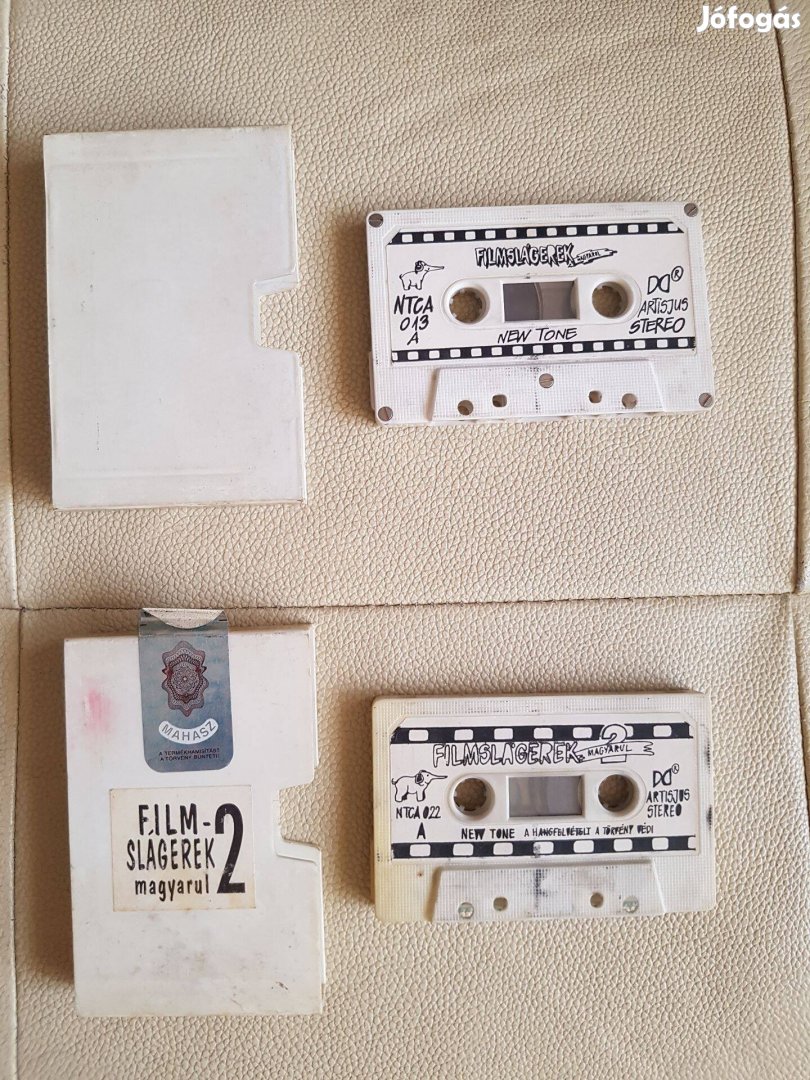 Jófogás
FILMSLÁGEREK
MAGYARUL
NTCA
013
A
NEW TONE
ARTISJUS
STEREO
MAHASZ
A TERMÉKHAMISÍTÁST
A TÖRVÉNY BÜNTETI!
FILM-
SLÁGEREK
magyarul 2
FILMSLÁGEREK 2
MAGYARUL
NTCA 022
A
NEW TONE A HANGFELVÉTELT A TÖRVÉNY VÉDI
ARTISJUS
STEREO